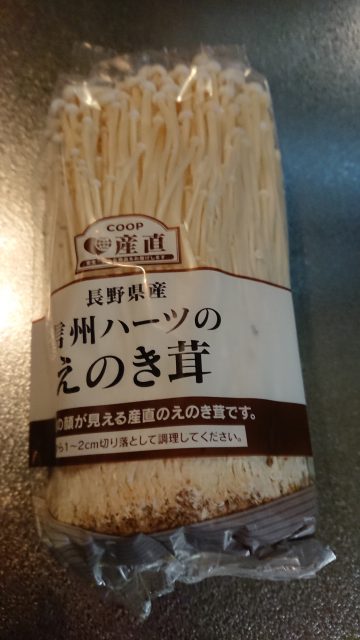 COOP
産直
長野県産
信州ハーツの
えのき茸
の顔が見える産直のえのき茸です。
から1～2cm切り落として調理してください。